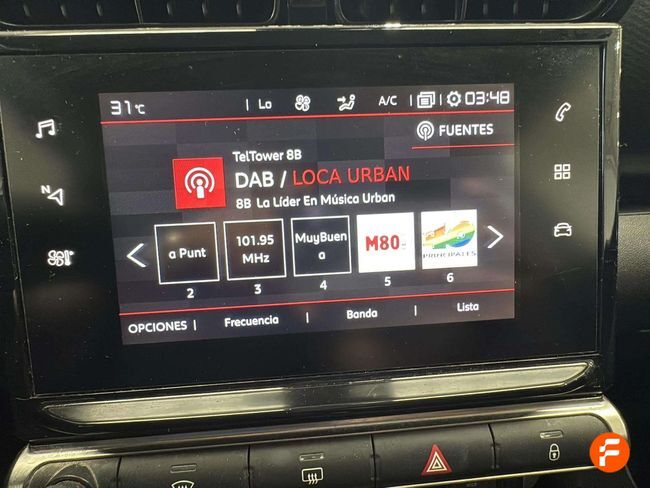 31°C Lo A/C 03:48
FUENTES
TelTower 8B
DAB / LOCA URBAN
8B La Líder En Música Urban
a Punt
101.95
MHz
MuyBuen
a
M80
PRINCIPALES
2 3 4 5 6
OPCIONES Frecuencia Banda Lista
N